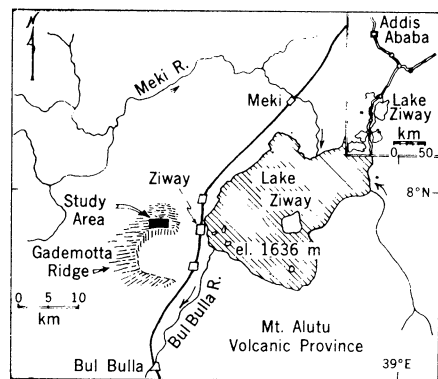 N
Addis
Ababa
Meki R.
Meki
Lake
Ziway
km
0 50
Ziway
Lake
Ziway
8°N
Study
Area
el. 1636 m
Gademotta
Ridge
0 5 10
km
Bul Bulla R.
Mt. Alutu
Volcanic Province
Bul Bulla
39°E